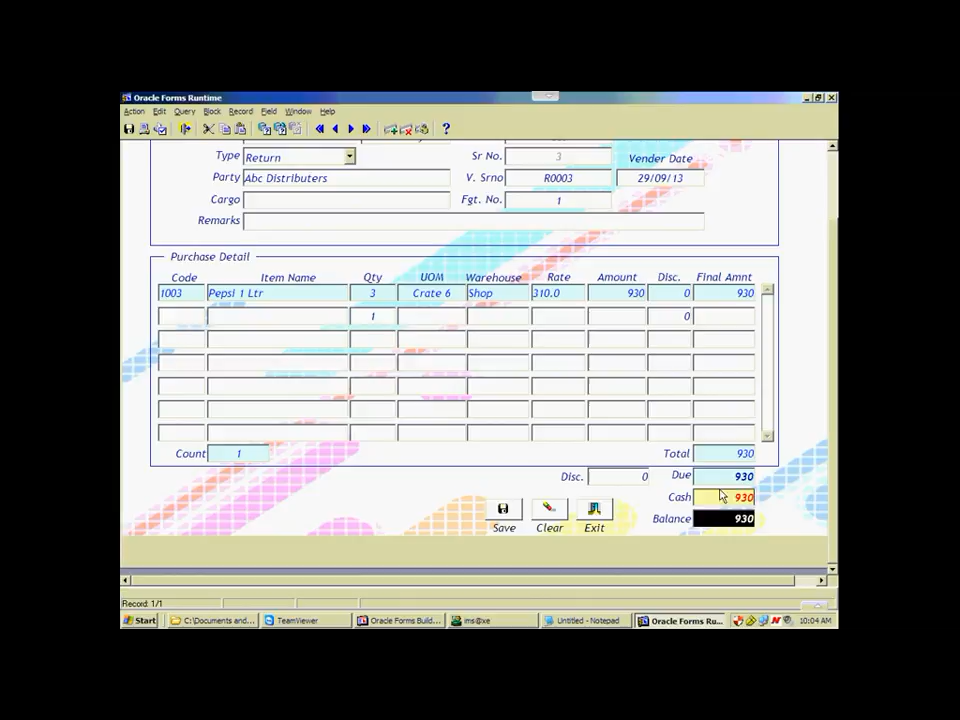 Oracle Forms Runtime
Action Edit Query Block Record Field Window Help
Type Return Sr No. 3 Vender Date
Party Abc Distributers V. Srno R0003 29/09/13
Cargo Fgt. No. 1
Remarks
Purchase Detail
Code Item Name Qty UOM Warehouse Rate Amount Disc. Final Amnt
1003 Pepsi 1 Ltr 3 Crate 6 Shop 310.0 930 0 930
1 0
Count 1 Total 930
Disc. 0 Due 930
Cash 930
Save Clear Exit Balance 930
Record: 1/1
Start C:\Documents and... TeamViewer Oracle Forms Build... ims@xe Untitled - Notepad Oracle Forms Ru... 10:04 AM